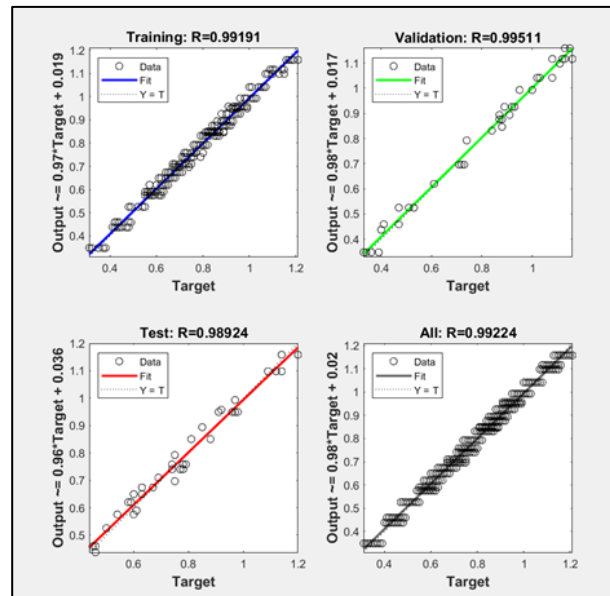 Training: R=0.99191
Output ~= 0.97*Target + 0.019
1.2
1.1
1
0.9
0.8
0.7
0.6
0.5
0.4
Data
Fit
Y = T
0.4 0.6 0.8 1 1.2
Target
Validation: R=0.99511
Output ~= 0.98*Target + 0.017
1.1
1
0.9
0.8
0.7
0.6
0.5
0.4
Data
Fit
Y = T
0.4 0.6 0.8 1
Target
Test: R=0.98924
Output ~= 0.96*Target + 0.036
1.2
1.1
1
0.9
0.8
0.7
0.6
0.5
Data
Fit
Y = T
0.6 0.8 1 1.2
Target
All: R=0.99224
Output ~= 0.98*Target + 0.02
1.2
1.1
1
0.9
0.8
0.7
0.6
0.5
0.4
Data
Fit
Y = T
0.4 0.6 0.8 1 1.2
Target